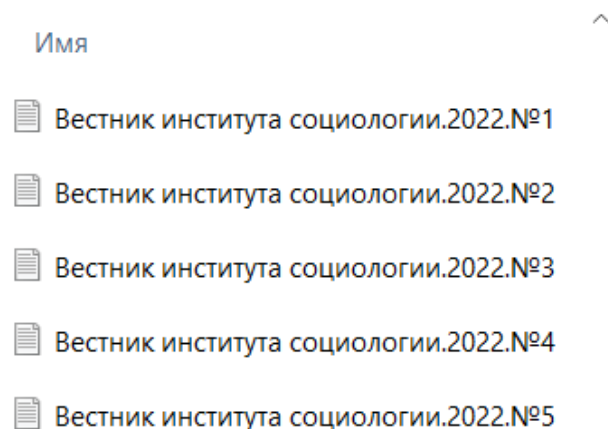 Имя
Вестник института социологии.2022.№1
Вестник института социологии.2022.№2
Вестник института социологии.2022.№3
Вестник института социологии.2022.№4
Вестник института социологии.2022.№5